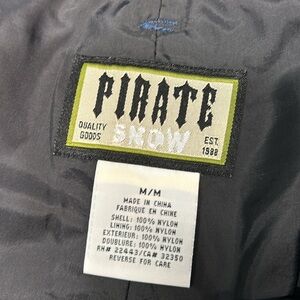 PIRATE
QUALITY
GOODS
SNOW
EST.
1988
M/M
MADE IN CHINA
FABRIQUE EN CHINE
SHELL: 100% NYLON
LINING: 100% NYLON
EXTERIEUR: 100% NYLON
DOUBLURE: 100% NYLON
RN# 22443/CA# 32350
REVERSE FOR CARE